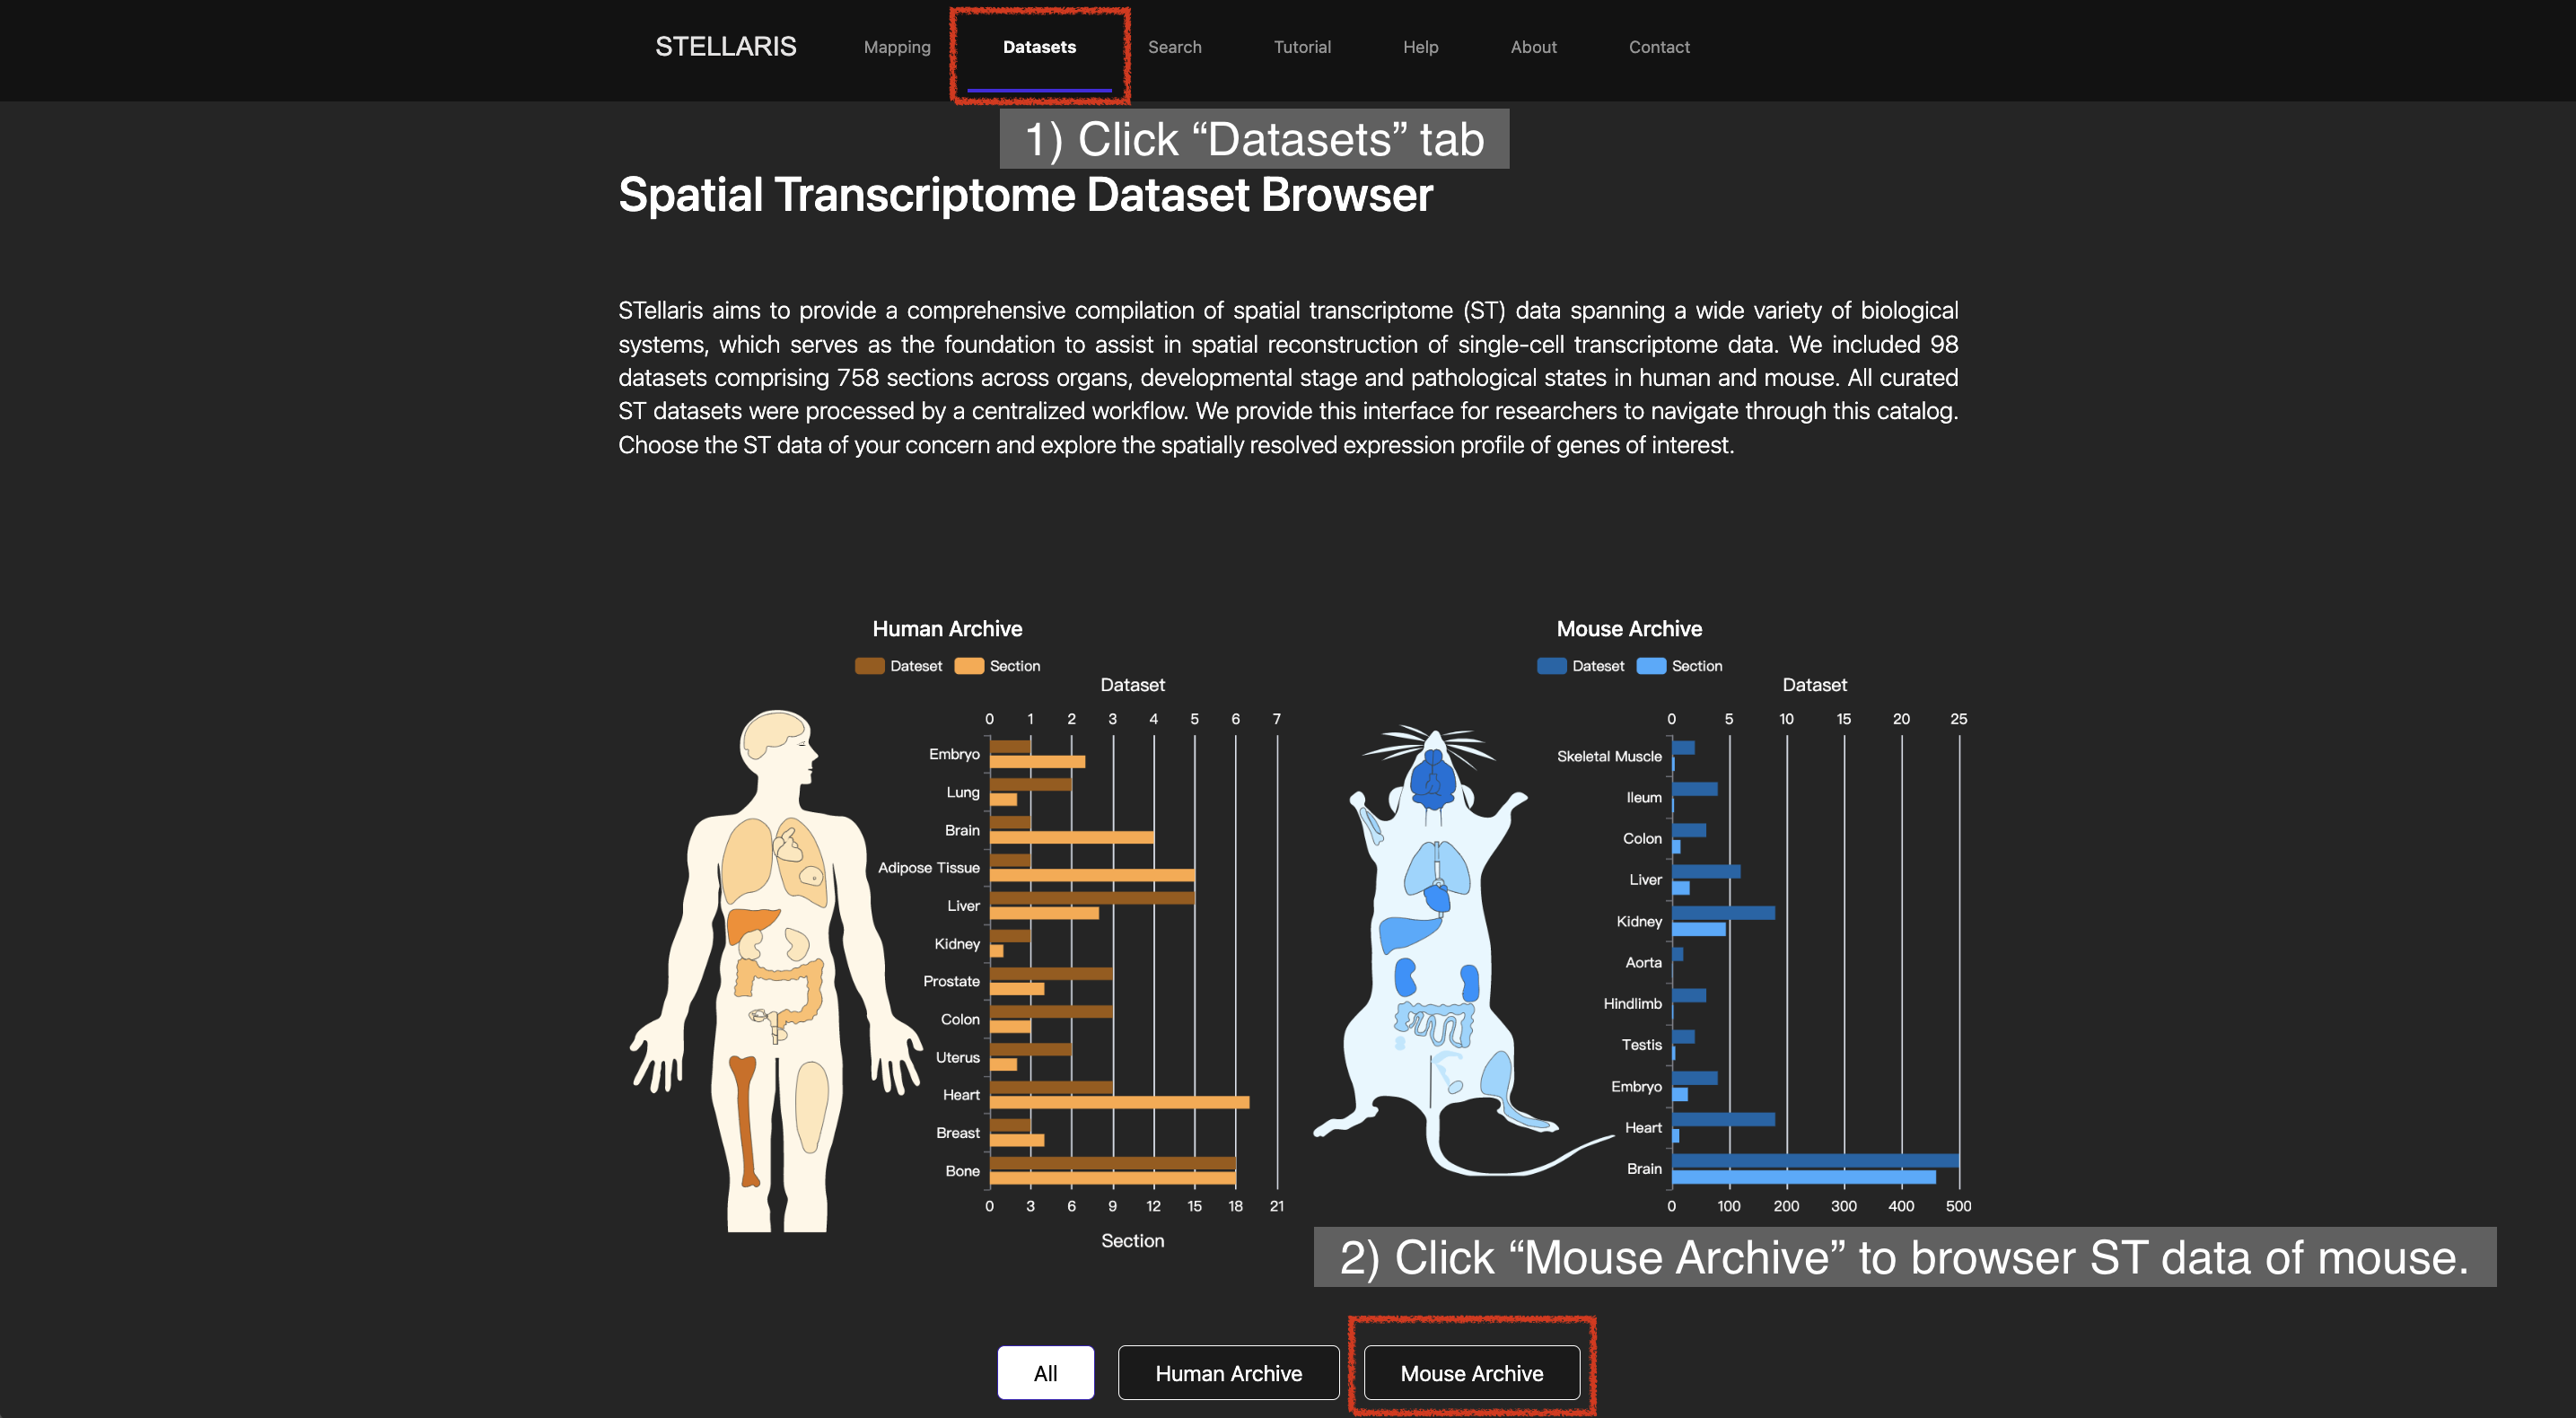 STELLARIS
Mapping
Datasets
Search
Tutorial
Help
About
Contact
1) Click “Datasets” tab
Spatial Transcriptome Dataset Browser
STellaris aims to provide a comprehensive compilation of spatial transcriptome (ST) data spanning a wide variety of biological
systems, which serves as the foundation to assist in spatial reconstruction of single-cell transcriptome data. We included 98
datasets comprising 758 sections across organs, developmental stage and pathological states in human and mouse. All curated
ST datasets were processed by a centralized workflow. We provide this interface for researchers to navigate through this catalog.
Choose the ST data of your concern and explore the spatially resolved expression profile of genes of interest.
Human Archive
Dateset
Section
Dataset
0 1 2 3 4 5 6 7
Embryo
Lung
Brain
Adipose Tissue
Liver
Kidney
Prostate
Colon
Uterus
Heart
Breast
Bone
0 3 6 9 12 15 18 21
Section
Mouse Archive
Dateset
Section
Dataset
0 5 10 15 20 25
Skeletal Muscle
Ileum
Colon
Liver
Kidney
Aorta
Hindlimb
Testis
Embryo
Heart
Brain
0 100 200 300 400 500
2) Click “Mouse Archive” to browser ST data of mouse.
All
Human Archive
Mouse Archive